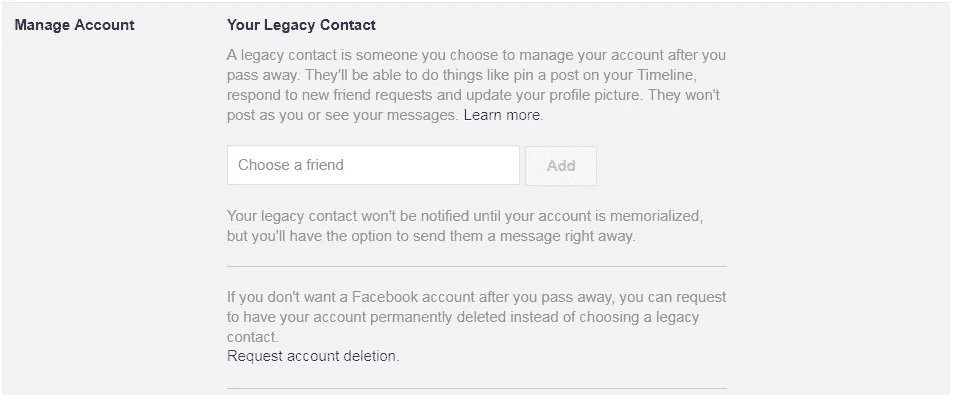 Manage Account
Your Legacy Contact
A legacy contact is someone you choose to manage your account after you
pass away. They'll be able to do things like pin a post on your Timeline,
respond to new friend requests and update your profile picture. They won't
post as you or see your messages. Learn more.
Choose a friend
Add
Your legacy contact won't be notified until your account is memorialized,
but you'll have the option to send them a message right away.
If you don't want a Facebook account after you pass away, you can request
to have your account permanently deleted instead of choosing a legacy
contact.
Request account deletion.